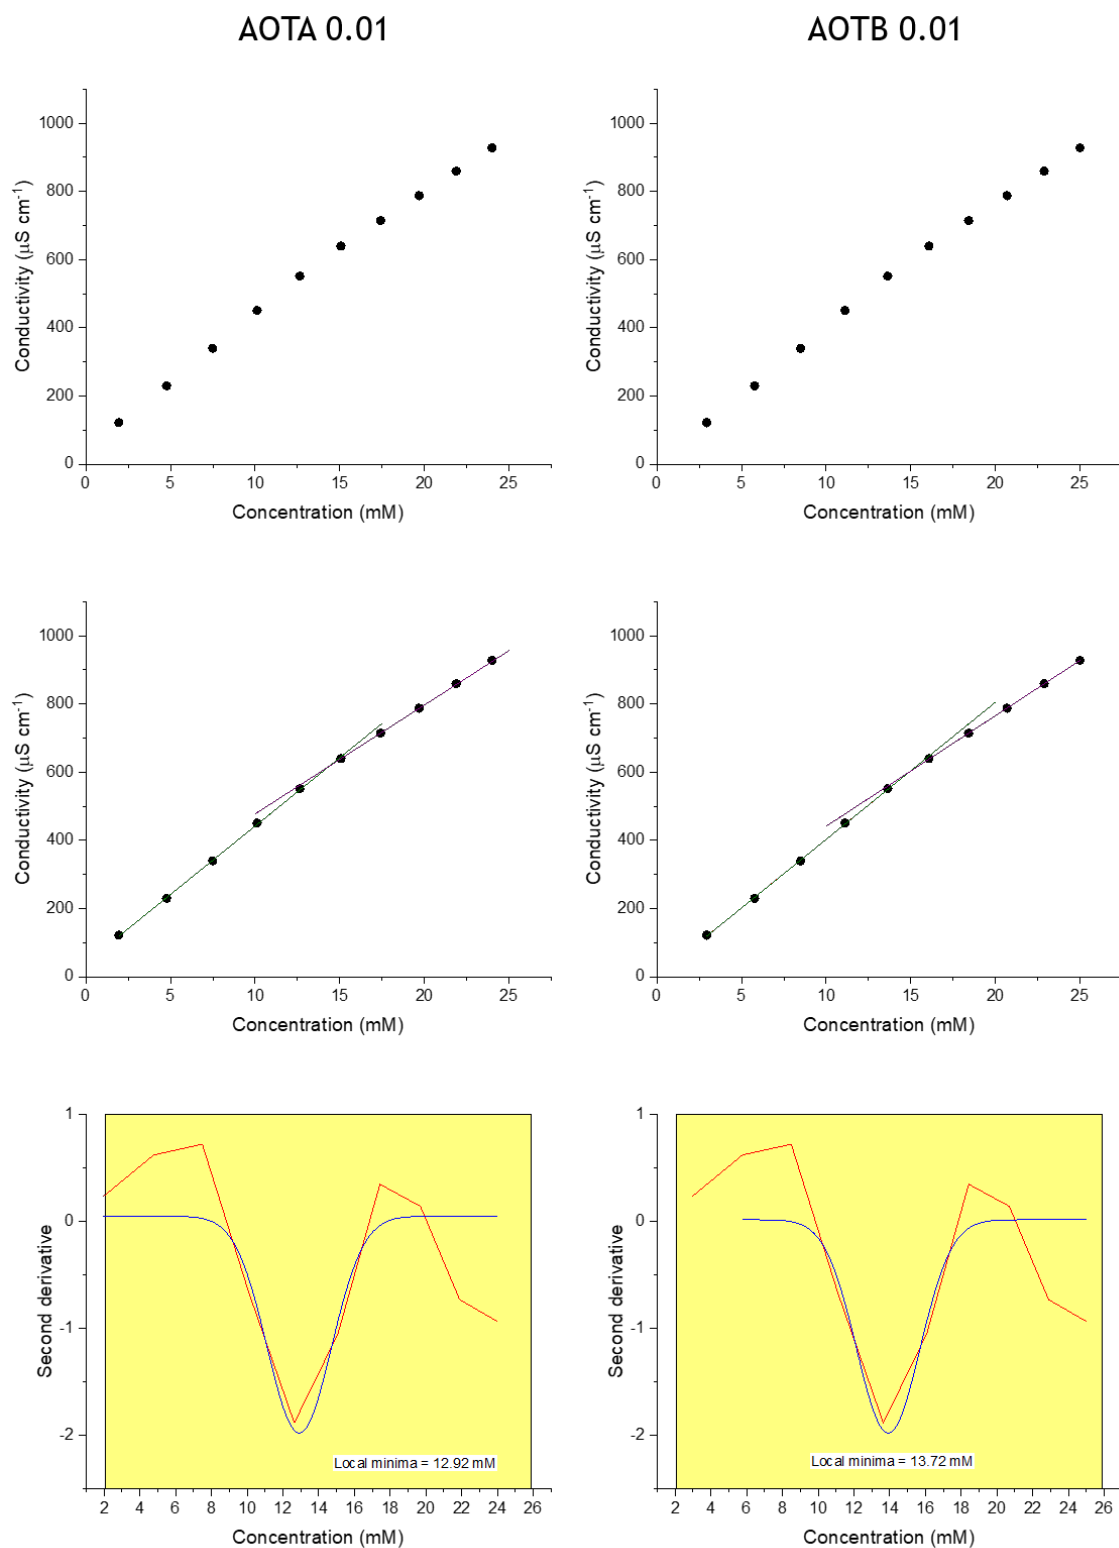 AOTA 0.01
AOTB 0.01
1000
800
600
400
200
0
0 5 10 15 20 25
Conductivity (μS cm⁻¹)
Concentration (mM)
1000
800
600
400
200
0
0 5 10 15 20 25
Conductivity (μS cm⁻¹)
Concentration (mM)
1000
800
600
400
200
0
0 5 10 15 20 25
Conductivity (μS cm⁻¹)
Concentration (mM)
1000
800
600
400
200
0
0 5 10 15 20 25
Conductivity (μS cm⁻¹)
Concentration (mM)
1
0
-1
-2
Second derivative
Local minima = 12.92 mM
2 4 6 8 10 12 14 16 18 20 22 24 26
Concentration (mM)
1
0
-1
-2
Second derivative
Local minima = 13.72 mM
2 4 6 8 10 12 14 16 18 20 22 24 26
Concentration (mM)